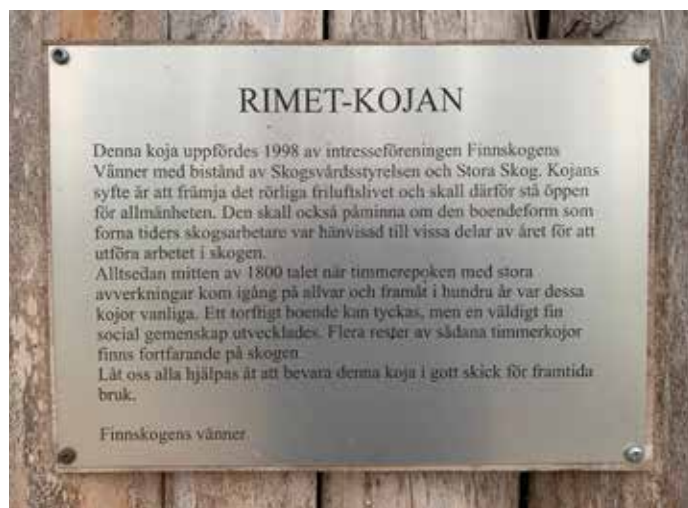 RIMET-KOJAN
Denna koja uppfördes 1998 av intresseföreningen Finnskogens
Vänner med bistånd av Skogsvårdsstyrelsen och Stora Skog. Kojans
syfte är att främja det rörliga friluftslivet och skall därför stå öppen
för allmänheten. Den skall också påminna om den boendeform som
forna tiders skogsarbetare var hänvisad till vissa delar av året för att
utföra arbetet i skogen.
Alltsedan mitten av 1800 talet när timmerepoken med stora
avverkningar kom igång på allvar och framåt i hundra år var dessa
kojor vanliga. Ett torftigt boende kan tyckas, men en väldigt fin
social gemenskap utvecklades. Flera rester av sådana timmerkojor
finns fortfarande på skogen
Låt oss alla hjälpas åt att bevara denna koja i gott skick för framtida
bruk.
Finnskogens vänner